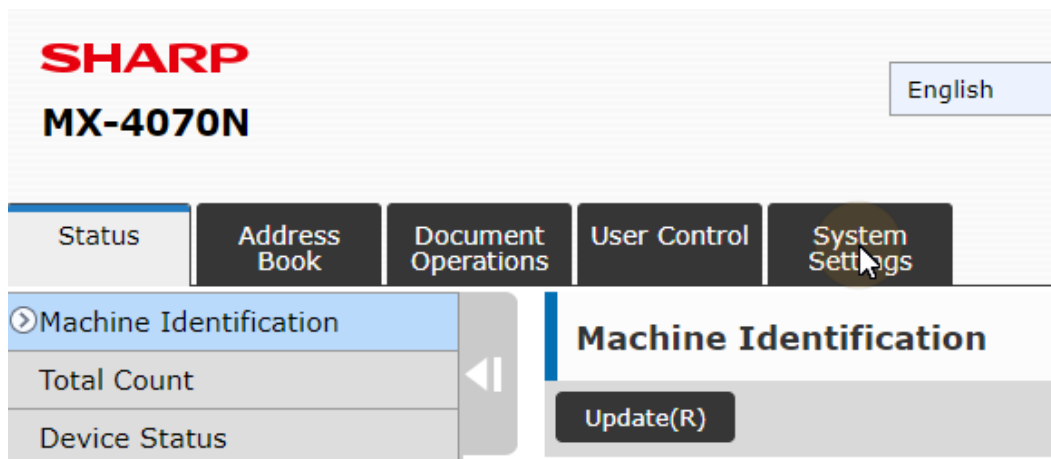 SHARP
MX-4070N
English
Status
Address
Book
Document
Operations
User Control
System
Settings
Machine Identification
Total Count
Device Status
Machine Identification
Update(R)